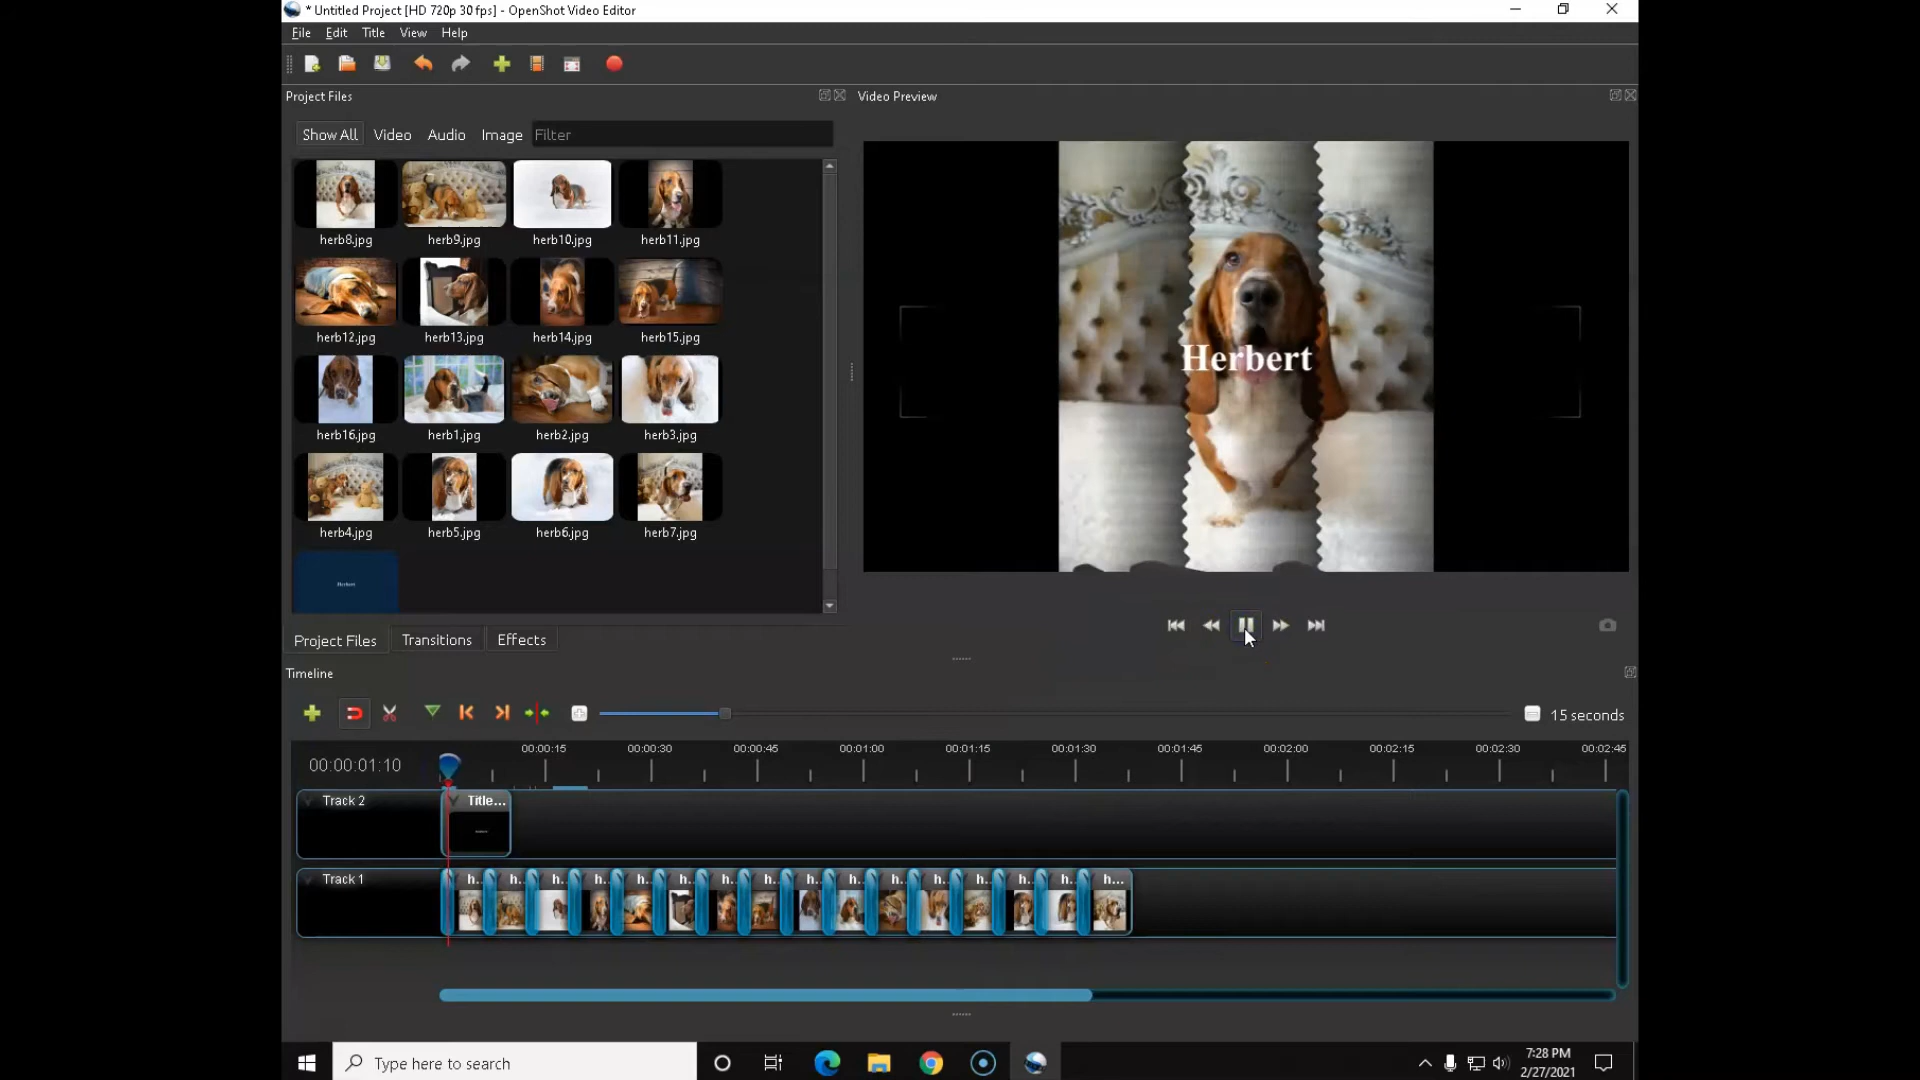 * Untitled Project [HD 720p 30 fps] - OpenShot Video Editor
File Edit Title View Help
Project Files
Video Preview
Show All Video Audio Image Filter
herb8.jpg herb9.jpg herb10.jpg herb11.jpg
herb12.jpg herb13.jpg herb14.jpg herb15.jpg
herb16.jpg herb1.jpg herb2.jpg herb3.jpg
herb4.jpg herb5.jpg herb6.jpg herb7.jpg
Herbert
Herbert
Project Files Transitions Effects
Timeline
15 seconds
00:00:01:10
00:00:15 00:00:30 00:00:45 00:01:00 00:01:15 00:01:30 00:01:45 00:02:00 00:02:15 00:02:30 00:02:45
Track 2 Title...
Track 1 h... h... h... h... h... h... h... h... h... h... h... h... h... h... h... h...
Type here to search
7:28 PM
2/27/2021